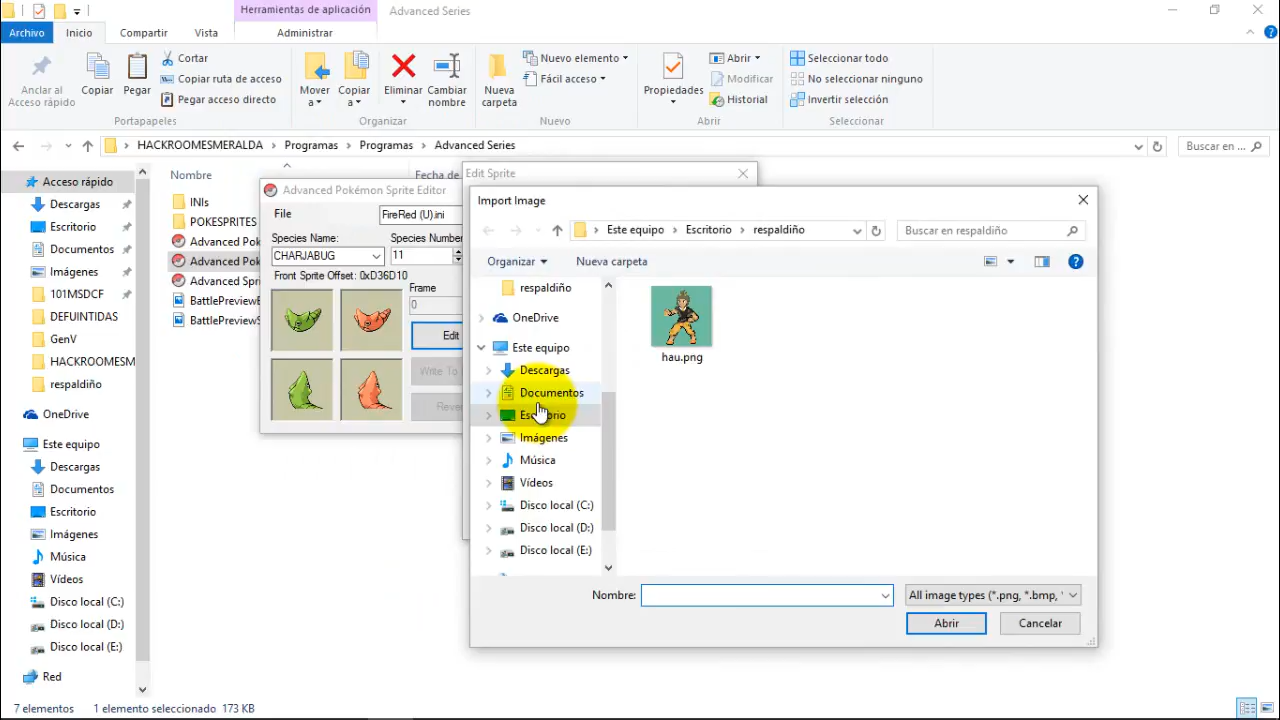 Herramientas de aplicación
Advanced Series
Archivo
Inicio
Compartir
Vista
Administrar
Anclar al
Acceso rápido
Copiar
Pegar
Cortar
Copiar ruta de acceso
Pegar acceso directo
Portapapeles
Mover
a
Copiar
a
Eliminar
Cambiar
nombre
Organizar
Nueva
carpeta
Nuevo elemento
Fácil acceso
Nuevo
Propiedades
Abrir
Modificar
Historial
Abrir
Seleccionar todo
No seleccionar ninguno
Invertir selección
Seleccionar
HACKROOMESMERALDA
Programas
Programas
Advanced Series
Buscar en ...
Acceso rápido
Descargas
Escritorio
Documentos
Imágenes
101MSDCF
DEFUINTIDAS
GenV
HACKROOMESM
respaldiño
OneDrive
Este equipo
Descargas
Documentos
Escritorio
Imágenes
Música
Vídeos
Disco local (C:)
Disco local (D:)
Disco local (E:)
Red
Nombre
Fecha de
INIs
POKESPRITES
Advanced Pok
Advanced Pok
Advanced Spri
BattlePreviewB
BattlePreviewS
Advanced Pokémon Sprite Editor
File
FireRed (U).ini
Species Name:
Species Number
CHARJABUG
11
Front Sprite Offset: 0xD36D10
Frame
0
Edit
Write To
Reve
Edit Sprite
Import Image
Este equipo
Escritorio
respaldiño
Buscar en respaldiño
Organizar
Nueva carpeta
respaldiño
OneDrive
Este equipo
Descargas
Documentos
Escritorio
Imágenes
Música
Vídeos
Disco local (C:)
Disco local (D:)
Disco local (E:)
hau.png
Nombre:
All image types (*.png, *.bmp, 
Abrir
Cancelar
7 elementos
1 elemento seleccionado 173 KB